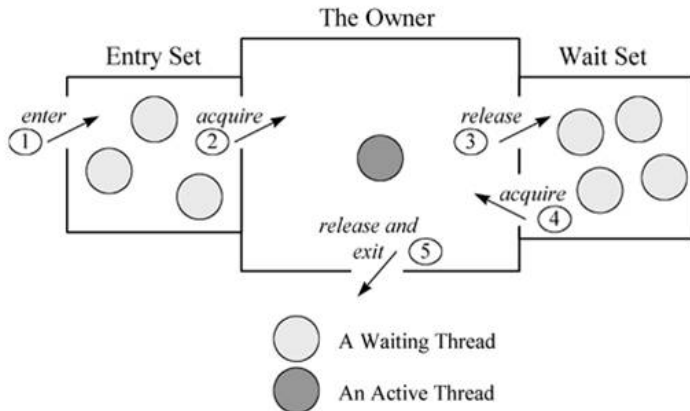 The Owner
Entry Set
Wait Set
enter
1
acquire
2
release
3
acquire
4
release and
exit
5
A Waiting Thread
An Active Thread